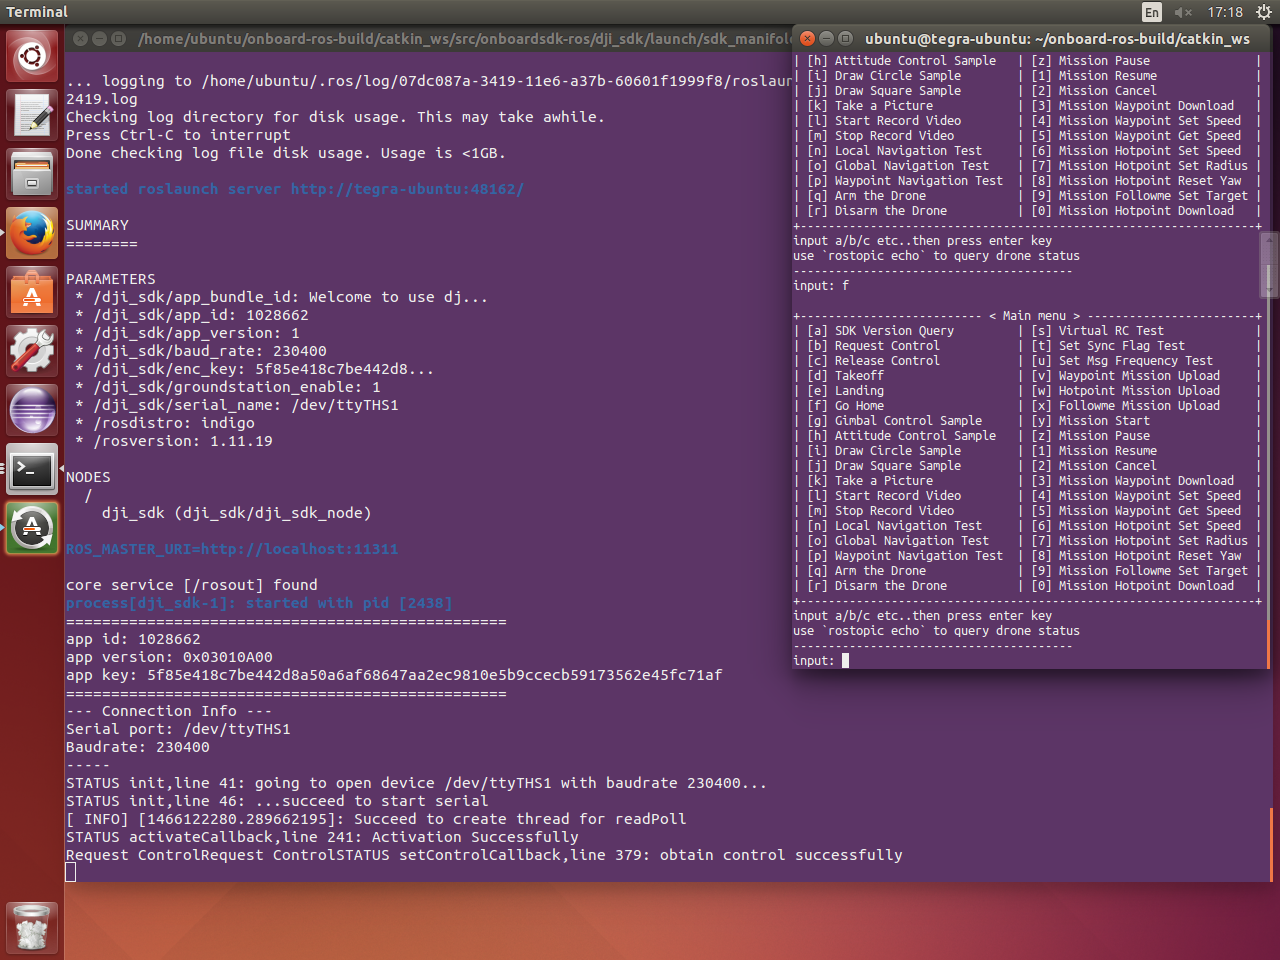 Terminal
En
17:18
/home/ubuntu/onboard-ros-build/catkin_ws/src/onboardsdk-ros/dji_sdk/launch/sdk_manifol
... logging to /home/ubuntu/.ros/log/07dc087a-3419-11e6-a37b-60601f1999f8/roslaun
2419.log
Checking log directory for disk usage. This may take awhile.
Press Ctrl-C to interrupt
Done checking log file disk usage. Usage is <1GB.
started roslaunch server http://tegra-ubuntu:48162/
SUMMARY
========
PARAMETERS
* /dji_sdk/app_bundle_id: Welcome to use dj...
* /dji_sdk/app_id: 1028662
* /dji_sdk/app_version: 1
* /dji_sdk/baud_rate: 230400
* /dji_sdk/enc_key: 5f85e418c7be442d8...
* /dji_sdk/groundstation_enable: 1
* /dji_sdk/serial_name: /dev/ttyTHS1
* /rosdistro: indigo
* /rosversion: 1.11.19
NODES
/
dji_sdk (dji_sdk/dji_sdk_node)
ROS_MASTER_URI=http://localhost:11311
core service [/rosout] found
process[dji_sdk-1]: started with pid [2438]
=================================================
app id: 1028662
app version: 0x03010A00
app key: 5f85e418c7be442d8a50a6af68647aa2ec9810e5b9ccecb59173562e45fc71af
=================================================
--- Connection Info ---
Serial port: /dev/ttyTHS1
Baudrate: 230400
-----
STATUS init,line 41: going to open device /dev/ttyTHS1 with baudrate 230400...
STATUS init,line 46: ...succeed to start serial
[ INFO] [1466122280.289662195]: Succeed to create thread for readPoll
STATUS activateCallback,line 241: Activation Successfully
Request ControlRequest ControlSTATUS setControlCallback,line 379: obtain control successfully
ubuntu@tegra-ubuntu: ~/onboard-ros-build/catkin_ws
| [h] Attitude Control Sample | [z] Mission Pause |
| [i] Draw Circle Sample | [1] Mission Resume |
| [j] Draw Square Sample | [2] Mission Cancel |
| [k] Take a Picture | [3] Mission Waypoint Download |
| [l] Start Record Video | [4] Mission Waypoint Set Speed |
| [m] Stop Record Video | [5] Mission Waypoint Get Speed |
| [n] Local Navigation Test | [6] Mission Hotpoint Set Speed |
| [o] Global Navigation Test | [7] Mission Hotpoint Set Radius |
| [p] Waypoint Navigation Test | [8] Mission Hotpoint Reset Yaw |
| [q] Arm the Drone | [9] Mission Followme Set Target |
| [r] Disarm the Drone | [0] Mission Hotpoint Download |
+-----------------------------------------------------------------+
input a/b/c etc..then press enter key
use `rostopic echo` to query drone status
----------------------------------------
input: f
+-------------------------- < Main menu > ------------------------+
| [a] SDK Version Query | [s] Virtual RC Test |
| [b] Request Control | [t] Set Sync Flag Test |
| [c] Release Control | [u] Set Msg Frequency Test |
| [d] Takeoff | [v] Waypoint Mission Upload |
| [e] Landing | [w] Hotpoint Mission Upload |
| [f] Go Home | [x] Followme Mission Upload |
| [g] Gimbal Control Sample | [y] Mission Start |
| [h] Attitude Control Sample | [z] Mission Pause |
| [i] Draw Circle Sample | [1] Mission Resume |
| [j] Draw Square Sample | [2] Mission Cancel |
| [k] Take a Picture | [3] Mission Waypoint Download |
| [l] Start Record Video | [4] Mission Waypoint Set Speed |
| [m] Stop Record Video | [5] Mission Waypoint Get Speed |
| [n] Local Navigation Test | [6] Mission Hotpoint Set Speed |
| [o] Global Navigation Test | [7] Mission Hotpoint Set Radius |
| [p] Waypoint Navigation Test | [8] Mission Hotpoint Reset Yaw |
| [q] Arm the Drone | [9] Mission Followme Set Target |
| [r] Disarm the Drone | [0] Mission Hotpoint Download |
+-----------------------------------------------------------------+
input a/b/c etc..then press enter key
use `rostopic echo` to query drone status
----------------------------------------
input: